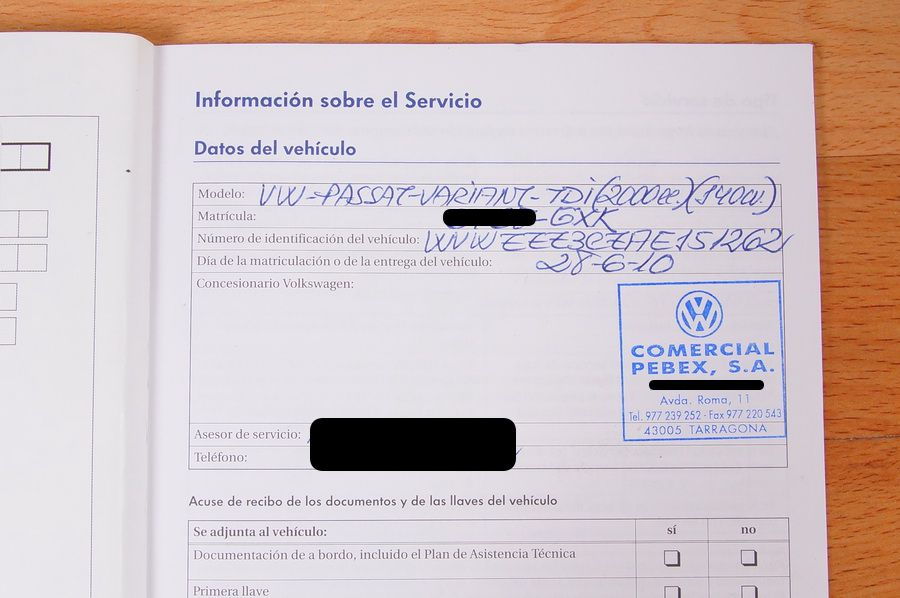 Información sobre el Servicio
Datos del vehículo
Modelo: VW-PASSAT-VARIANT-TDi(2000cc.)(140cv.)
Matrícula: -GXK
Número de identificación del vehículo: WVWZZZ3CZAE151262
Día de la matriculación o de la entrega del vehículo: 28-6-10
Concesionario Volkswagen:
COMERCIAL
PEBEX, S.A.
Avda. Roma, 11
Tel. 977 239 252 - Fax 977 220 543
43005 TARRAGONA
Asesor de servicio:
Teléfono:
Acuse de recibo de los documentos y de las llaves del vehículo
Se adjunta al vehículo: sí no
Documentación de a bordo, incluido el Plan de Asistencia Técnica
Primera llave